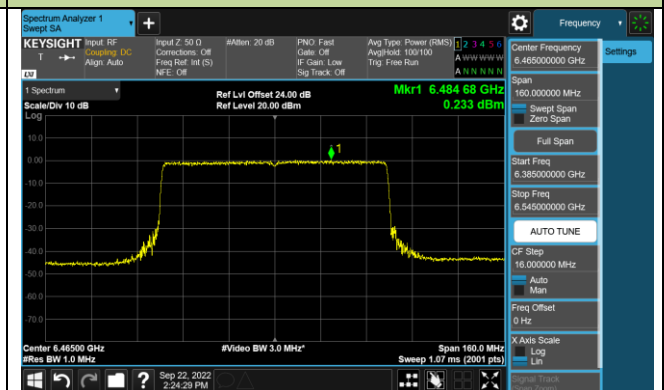 Spectrum Analyzer 1
Swept SA
Frequency
KEYSIGHT
Input: RF
Coupling: DC
Align: Auto
Input Z: 50 Ω
Corrections: Off
Freq Ref: Int (S)
NFE: Off
#Atten: 20 dB
PNO: Fast
Gate: Off
IF Gain: Low
Sig Track: Off
Avg Type: Power (RMS)
Avg|Hold: 100/100
Trig: Free Run
1 2 3 4 5 6
A W W W W W
A N N N N N
LXI
1 Spectrum
Scale/Div 10 dB
Log
Ref Lvl Offset 24.00 dB
Ref Level 20.00 dBm
Mkr1 6.484 68 GHz
0.233 dBm
10.0
0.00
-10.0
-20.0
-30.0
-40.0
-50.0
-60.0
-70.0
1
Center 6.46500 GHz
#Res BW 1.0 MHz
#Video BW 3.0 MHz*
Span 160.0 MHz
Sweep 1.07 ms (2001 pts)
Sep 22, 2022
2:24:29 PM
Center Frequency
6.465000000 GHz
Settings
Span
160.000000 MHz
Swept Span
Zero Span
Full Span
Start Freq
6.385000000 GHz
Stop Freq
6.545000000 GHz
AUTO TUNE
CF Step
16.000000 MHz
Auto
Man
Freq Offset
0 Hz
X Axis Scale
Log
Lin
Signal Track
(Span Zoom)